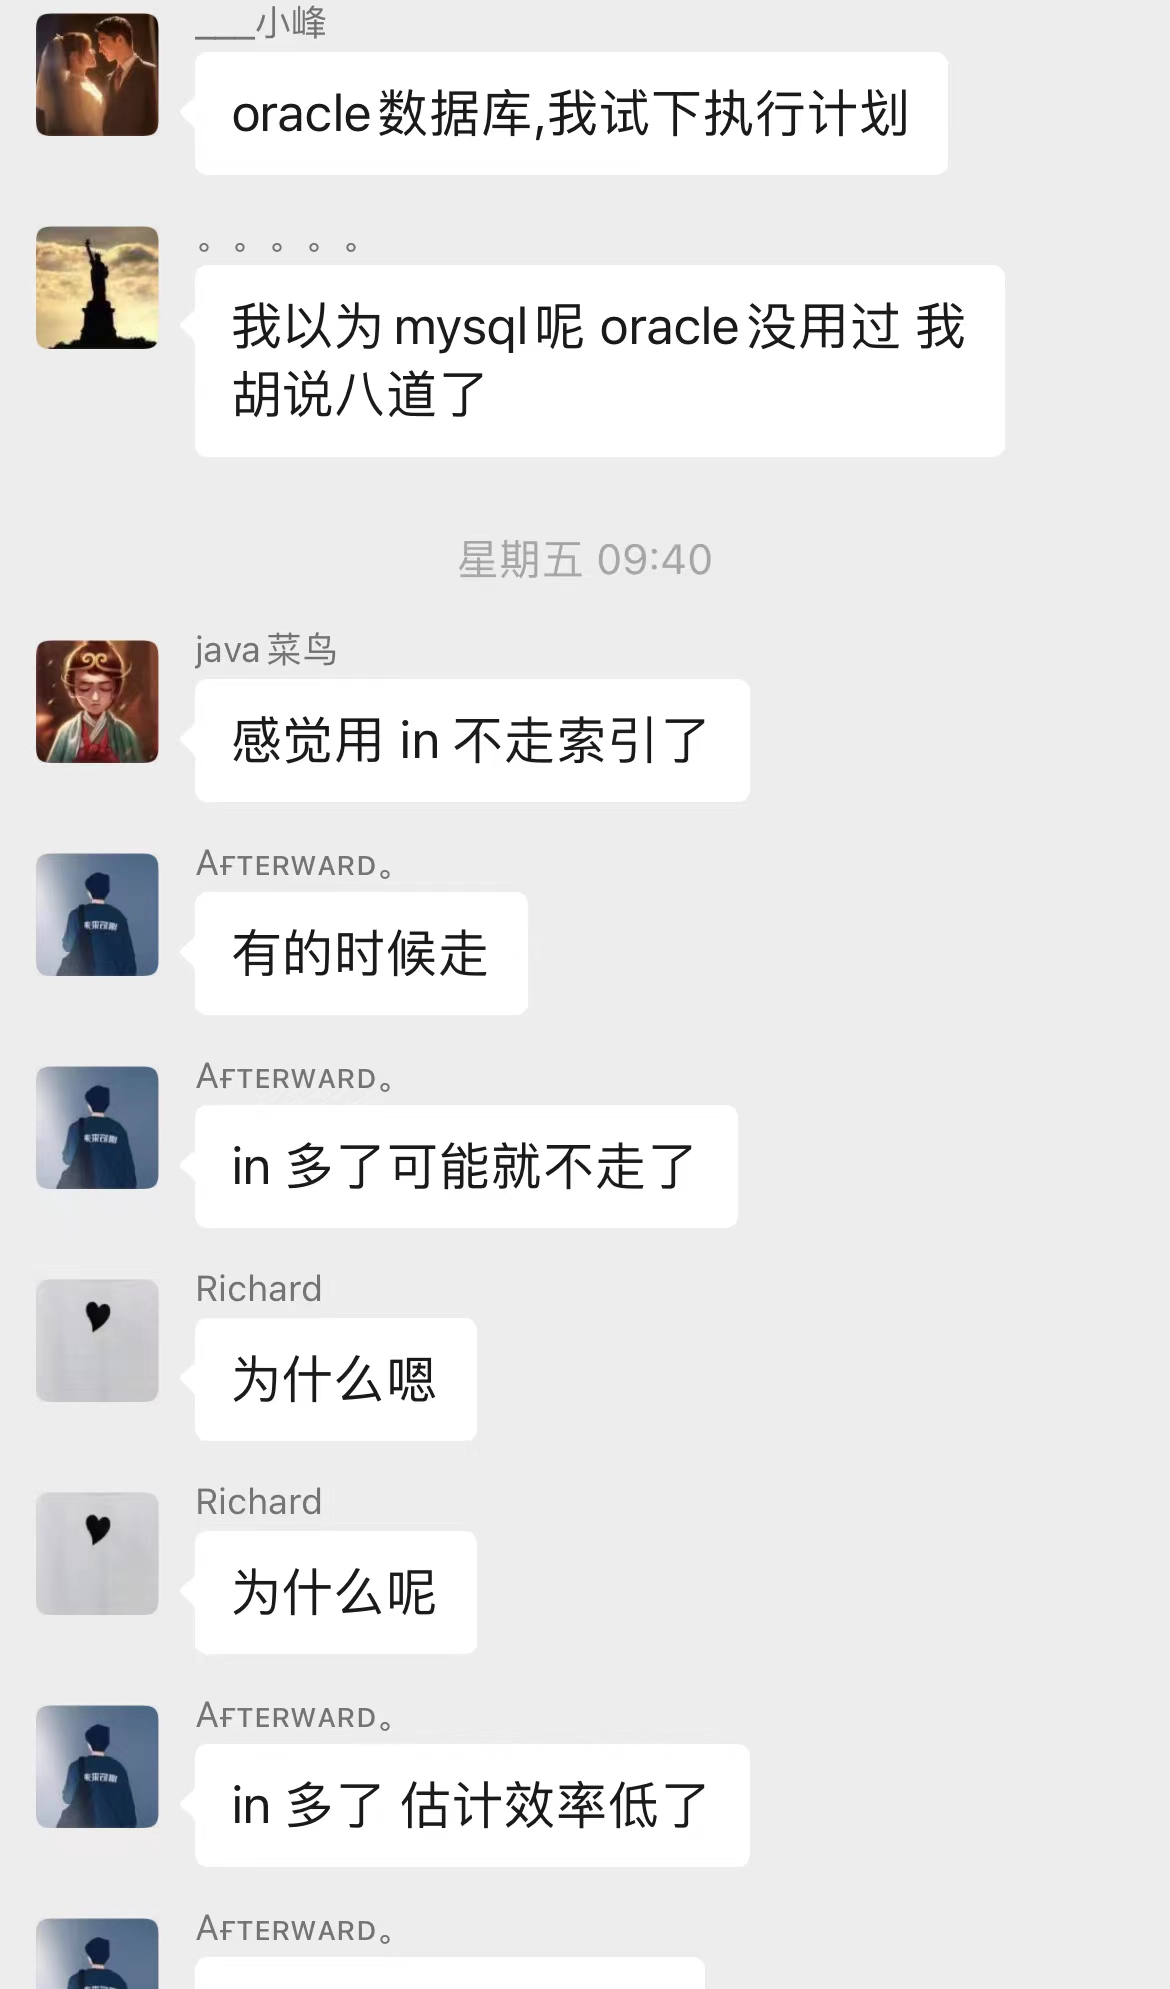 ___小峰
oracle数据库,我试下执行计划
。。。。。
我以为mysql呢 oracle没用过 我
胡说八道了
星期五 09:40
java菜鸟
感觉用 in 不走索引了
Aғᴛᴇʀᴡᴀʀᴅ。
有的时候走
Aғᴛᴇʀᴡᴀʀᴅ。
in 多了可能就不走了
Richard
为什么嗯
Richard
为什么呢
Aғᴛᴇʀᴡᴀʀᴅ。
in 多了 估计效率低了
Aғᴛᴇʀᴡᴀʀᴅ。